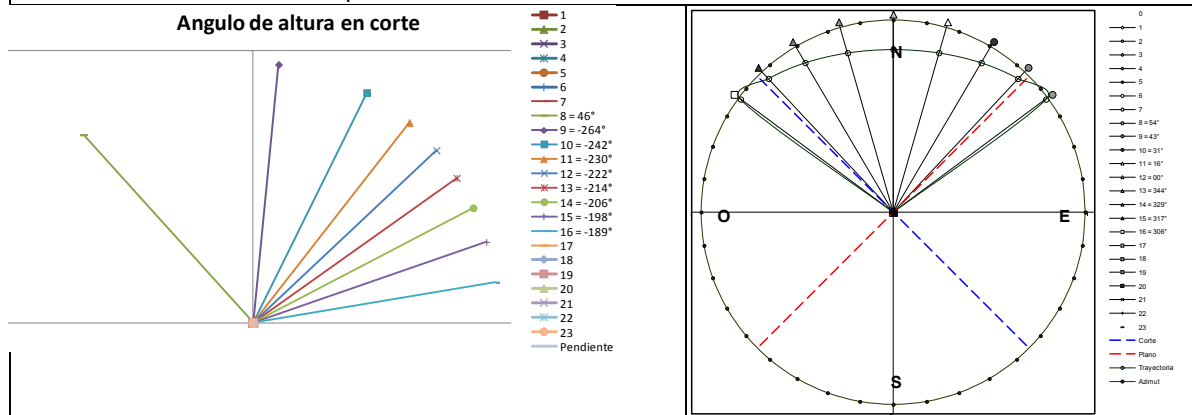 Angulo de altura en corte
1
2
3
4
5
6
7
8 = 46°
9 = -264°
10 = -242°
11 = -230°
12 = -222°
13 = -214°
14 = -206°
15 = -198°
16 = -189°
17
18
19
20
21
22
23
Pendiente
N
O
E
S
0
1
2
3
4
5
6
7
8 = 54°
9 = 43°
10 = 31°
11 = 16°
12 = 00°
13 = 344°
14 = 329°
15 = 317°
16 = 306°
17
18
19
20
21
22
23
Corte
Plano
Trayectoria
Azimut